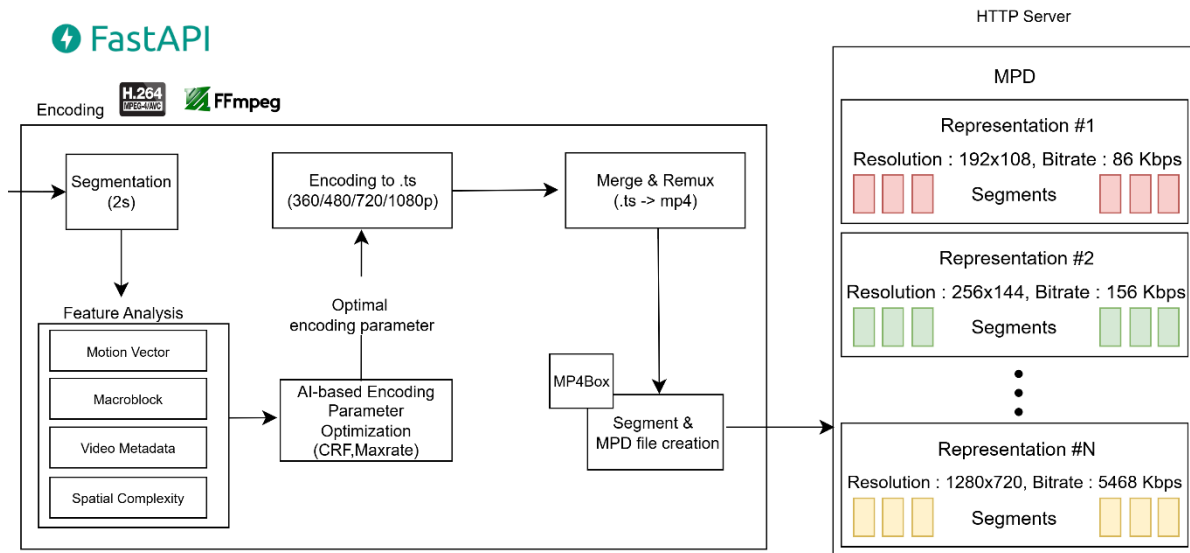 FastAPI
Encoding
H.264
MPEG-4/AVC
FFmpeg
Segmentation
(2s)
Feature Analysis
Motion Vector
Macroblock
Video Metadata
Spatial Complexity
AI-based Encoding
Parameter
Optimization
(CRF,Maxrate)
Optimal
encoding parameter
Encoding to .ts
(360/480/720/1080p)
Merge & Remux
(.ts -> mp4)
MP4Box
Segment &
MPD file creation
HTTP Server
MPD
Representation #1
Resolution : 192x108, Bitrate : 86 Kbps
Segments
Representation #2
Resolution : 256x144, Bitrate : 156 Kbps
Segments
Representation #N
Resolution : 1280x720, Bitrate : 5468 Kbps
Segments